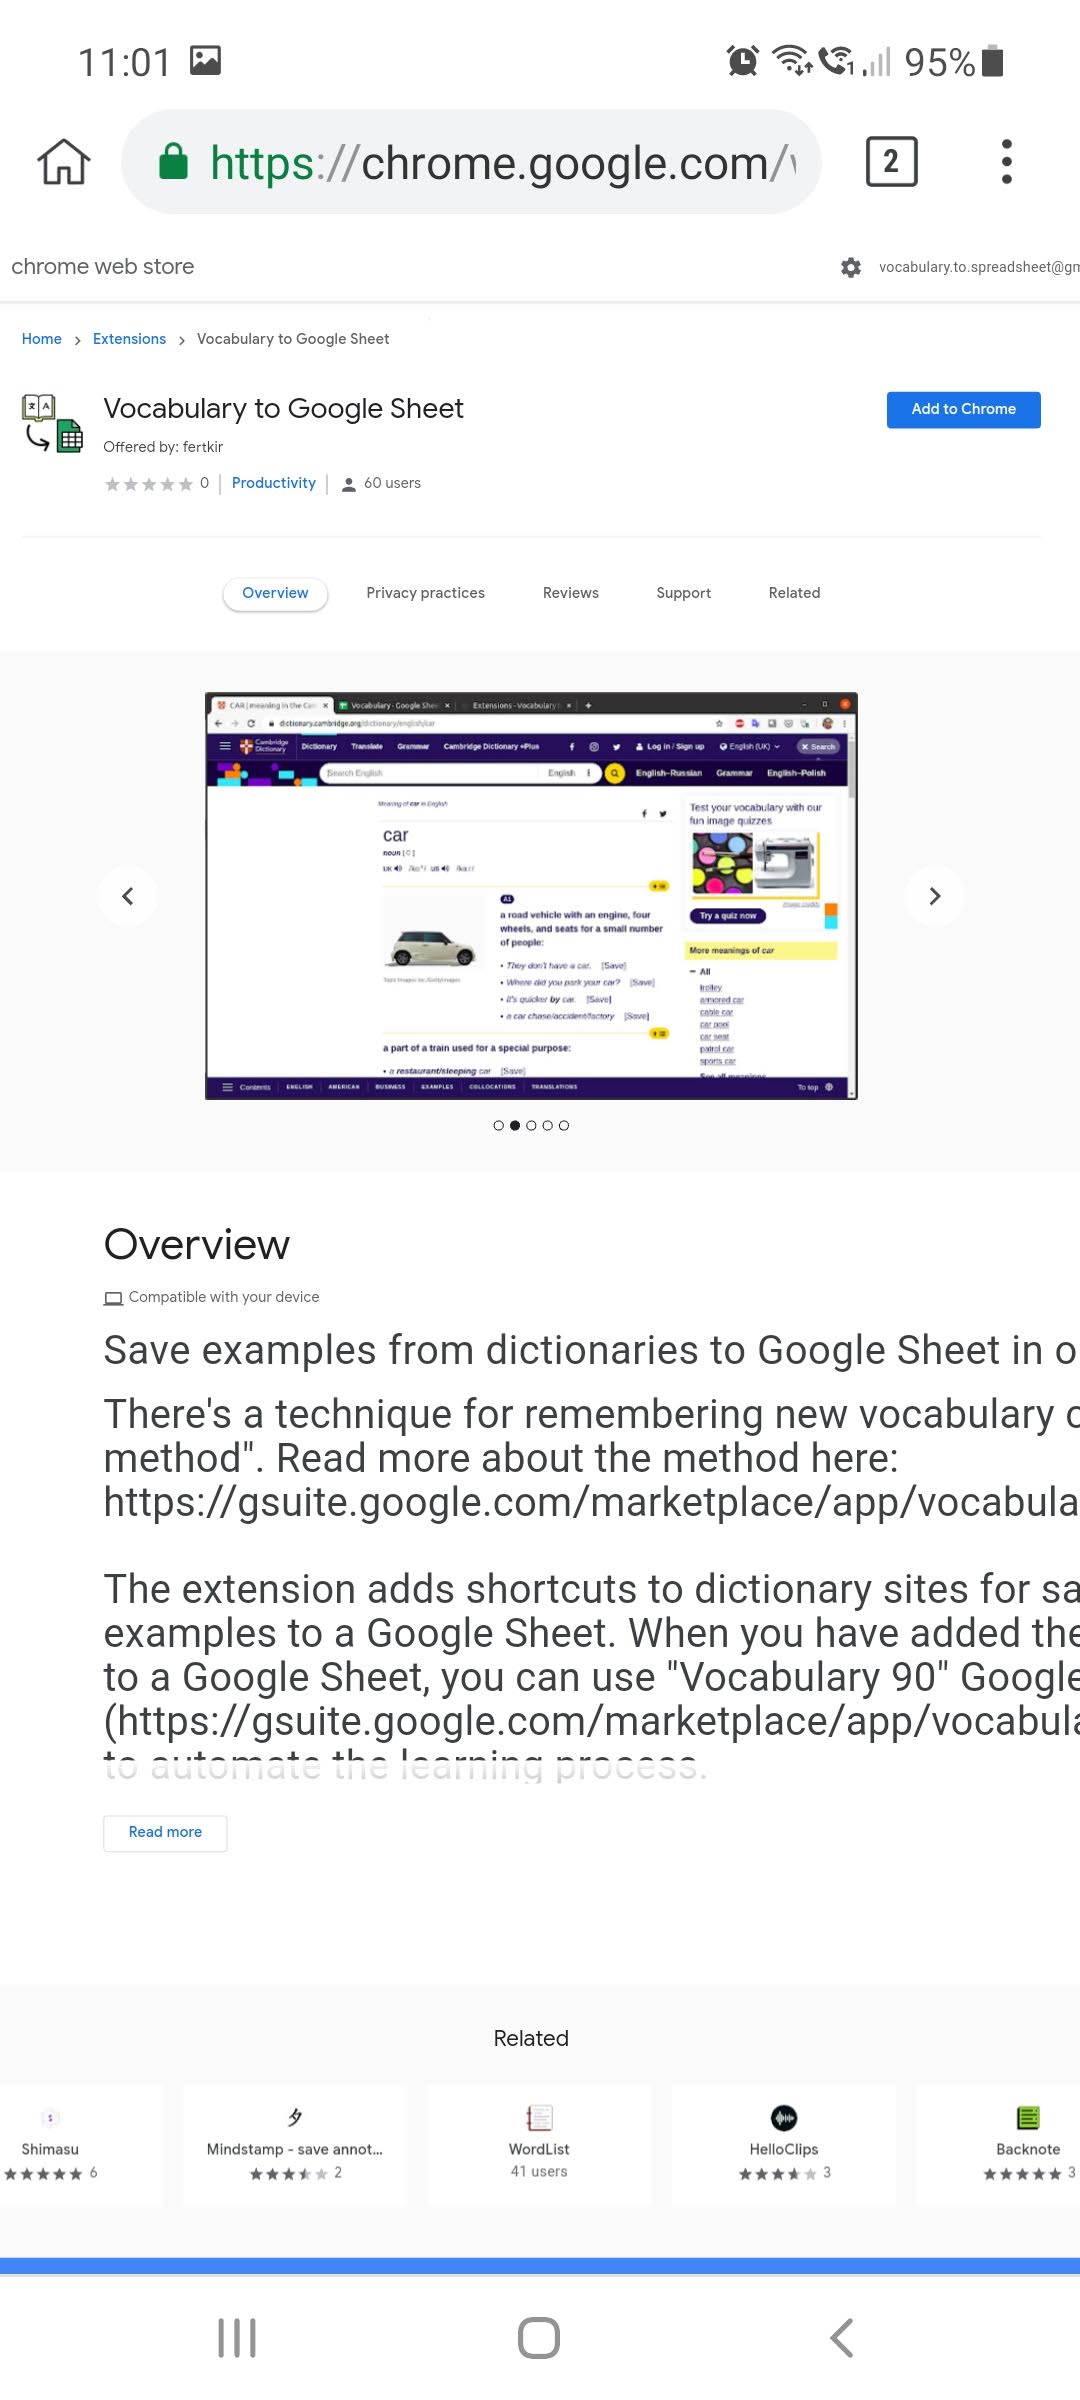 11:01
95%
https://chrome.google.com/
2
chrome web store
vocabulary.to.spreadsheet@gm
Home > Extensions > Vocabulary to Google Sheet
Vocabulary to Google Sheet
Add to Chrome
Offered by: fertkir
0 | Productivity | 60 users
Overview Privacy practices Reviews Support Related
CAR | meaning in the Cam Vocabulary - Google Shee Extensions - Vocabulary t
dictionary.cambridge.org/dictionary/english/car
Cambridge Dictionary
Dictionary Translate Grammar Cambridge Dictionary +Plus Log in / Sign up English (UK) Search
Search English English English–Russian Grammar English–Polish
Meaning of car in English
car
noun [C]
UK US
A1
a road vehicle with an engine, four
wheels, and seats for a small number
of people:
• They don't have a car. [Save]
• Where did you park your car? [Save]
• It's quicker by car. [Save]
• a car chase/accident/factory [Save]
a part of a train used for a special purpose:
• a restaurant/sleeping car [Save]
Test your vocabulary with our
fun image quizzes
Image credits
Try a quiz now
More meanings of car
All
trolley
armored car
cable car
car pool
car seat
patrol car
sports car
See all meanings
Contents ENGLISH AMERICAN BUSINESS EXAMPLES COLLOCATIONS TRANSLATIONS To top
Overview
Compatible with your device
Save examples from dictionaries to Google Sheet in o
There's a technique for remembering new vocabulary c
method". Read more about the method here:
https://gsuite.google.com/marketplace/app/vocabula
The extension adds shortcuts to dictionary sites for sa
examples to a Google Sheet. When you have added the
to a Google Sheet, you can use "Vocabulary 90" Google
(https://gsuite.google.com/marketplace/app/vocabula
to automate the learning process.
Read more
Related
Shimasu
6
Mindstamp - save annot...
2
WordList
41 users
HelloClips
3
Backnote
3